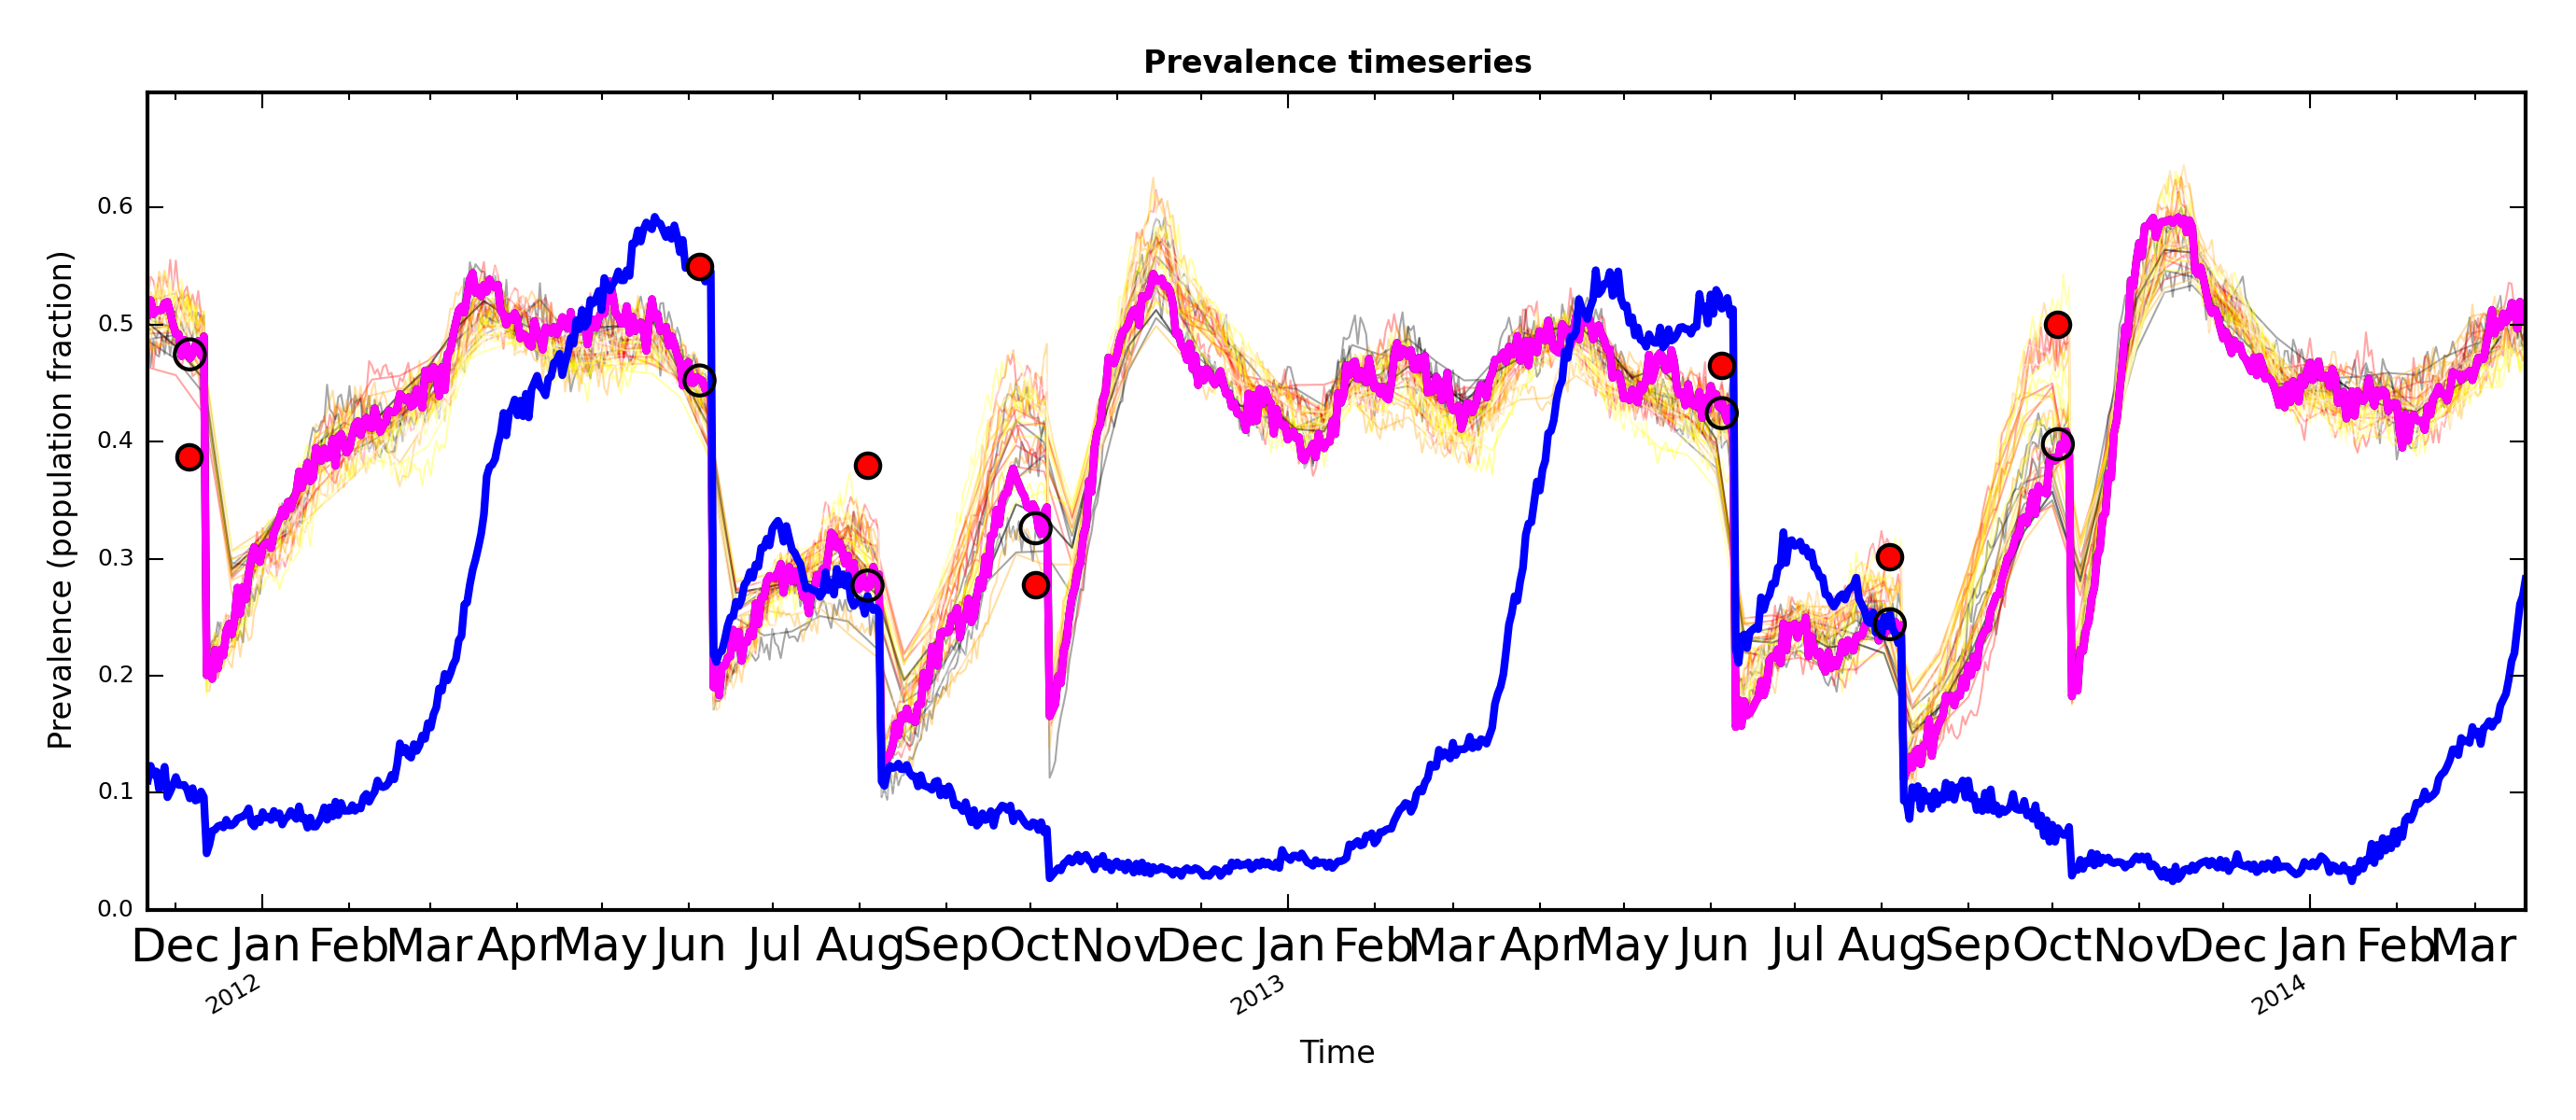 Prevalence timeseries
Prevalence (population fraction)
0.6
0.5
0.4
0.3
0.2
0.1
0.0
Dec Jan Feb Mar Apr May Jun Jul Aug Sep Oct Nov Dec Jan Feb Mar Apr May Jun Jul Aug Sep Oct Nov Dec Jan Feb Mar
2012 2013 2014
Time